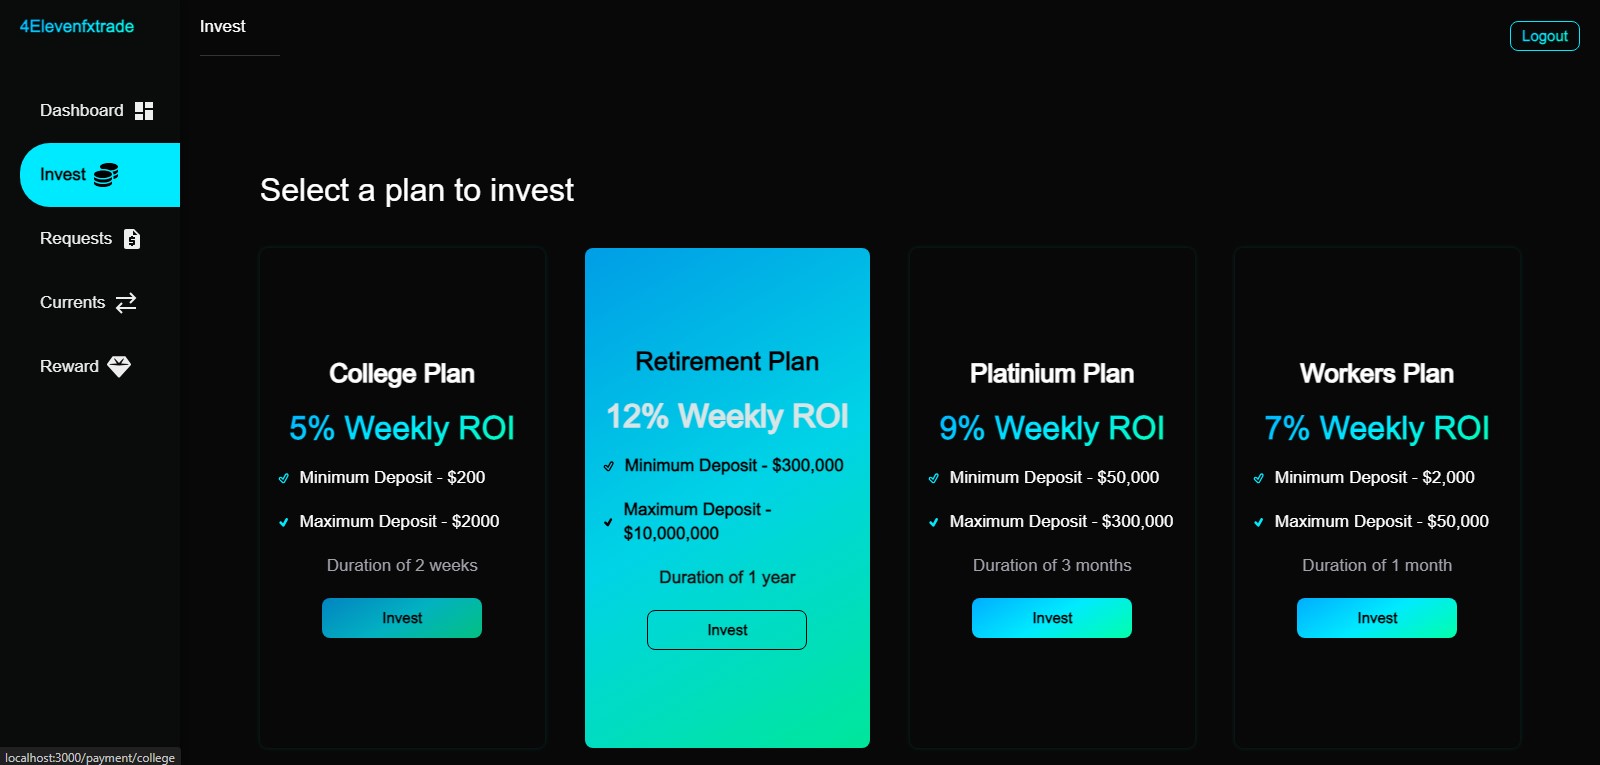 4Elevenfxtrade
Invest
Logout
Dashboard
Invest
Requests
Currents
Reward
Select a plan to invest
College Plan
5% Weekly ROI
Minimum Deposit - $200
Maximum Deposit - $2000
Duration of 2 weeks
Invest
Retirement Plan
12% Weekly ROI
Minimum Deposit - $300,000
Maximum Deposit -
$10,000,000
Duration of 1 year
Invest
Platinium Plan
9% Weekly ROI
Minimum Deposit - $50,000
Maximum Deposit - $300,000
Duration of 3 months
Invest
Workers Plan
7% Weekly ROI
Minimum Deposit - $2,000
Maximum Deposit - $50,000
Duration of 1 month
Invest
localhost:3000/payment/college